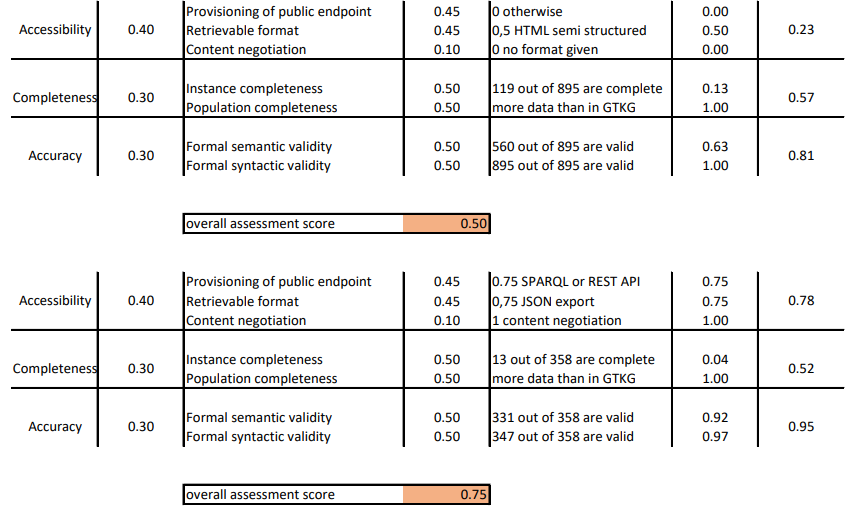 Provisioning of public endpoint 0.45 0 otherwise 0.00
Accessibility 0.40 Retrievable format 0.45 0,5 HTML semi structured 0.50 0.23
Content negotiation 0.10 0 no format given 0.00
Instance completeness 0.50 119 out of 895 are complete 0.13
Completeness 0.30 0.57
Population completeness 0.50 more data than in GTKG 1.00
Formal semantic validity 0.50 560 out of 895 are valid 0.63
Accuracy 0.30 0.81
Formal syntactic validity 0.50 895 out of 895 are valid 1.00
overall assessment score 0.50
Provisioning of public endpoint 0.45 0.75 SPARQL or REST API 0.75
Accessibility 0.40 Retrievable format 0.45 0,75 JSON export 0.75 0.78
Content negotiation 0.10 1 content negotiation 1.00
Instance completeness 0.50 13 out of 358 are complete 0.04
Completeness 0.30 0.52
Population completeness 0.50 more data than in GTKG 1.00
Formal semantic validity 0.50 331 out of 358 are valid 0.92
Accuracy 0.30 0.95
Formal syntactic validity 0.50 347 out of 358 are valid 0.97
overall assessment score 0.75